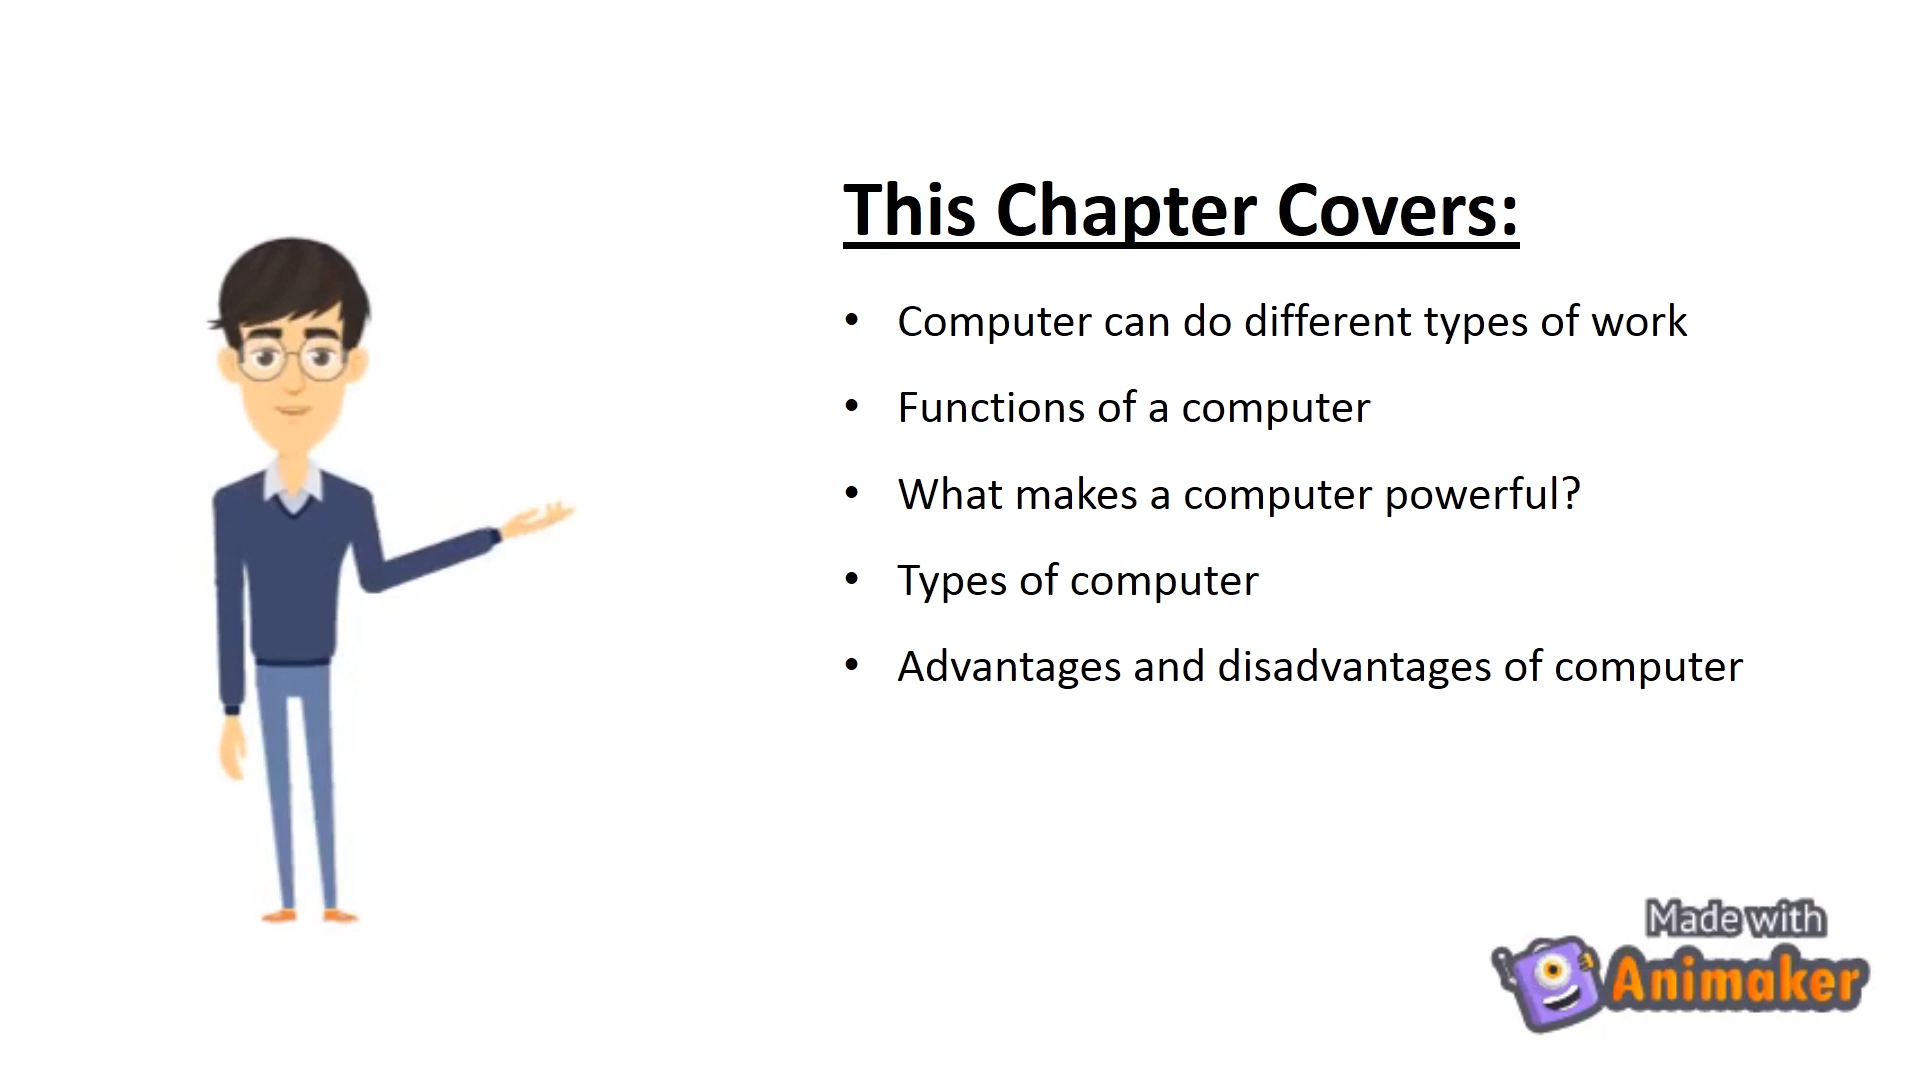 This Chapter Covers:
• Computer can do different types of work
• Functions of a computer
• What makes a computer powerful?
• Types of computer
• Advantages and disadvantages of computer
Made with
Animaker